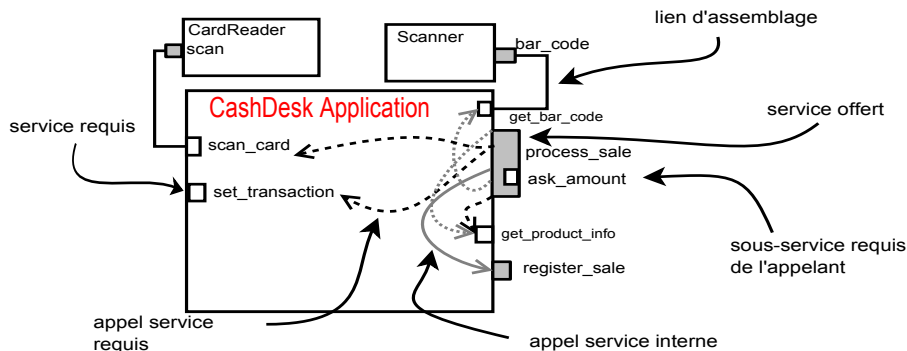 lien d'assemblage
CardReader
scan
Scanner
bar_code
CashDesk Application
get_bar_code
service offert
service requis
scan_card
process_sale
set_transaction
ask_amount
get_product_info
sous-service requis
de l'appelant
register_sale
appel service
requis
appel service interne